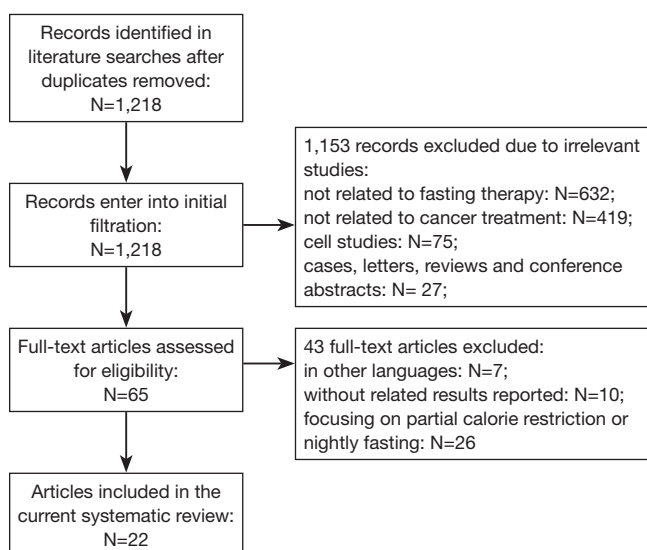 Records identified in
literature searches after
duplicates removed:
N=1,218
Records enter into initial
filtration:
N=1,218
1,153 records excluded due to irrelevant
studies:
not related to fasting therapy: N=632;
not related to cancer treatment: N=419;
cell studies: N=75;
cases, letters, reviews and conference
abstracts: N= 27;
Full-text articles assessed
for eligibility:
N=65
43 full-text articles excluded:
in other languages: N=7;
without related results reported: N=10;
focusing on partial calorie restriction or
nightly fasting: N=26
Articles included in the
current systematic review:
N=22